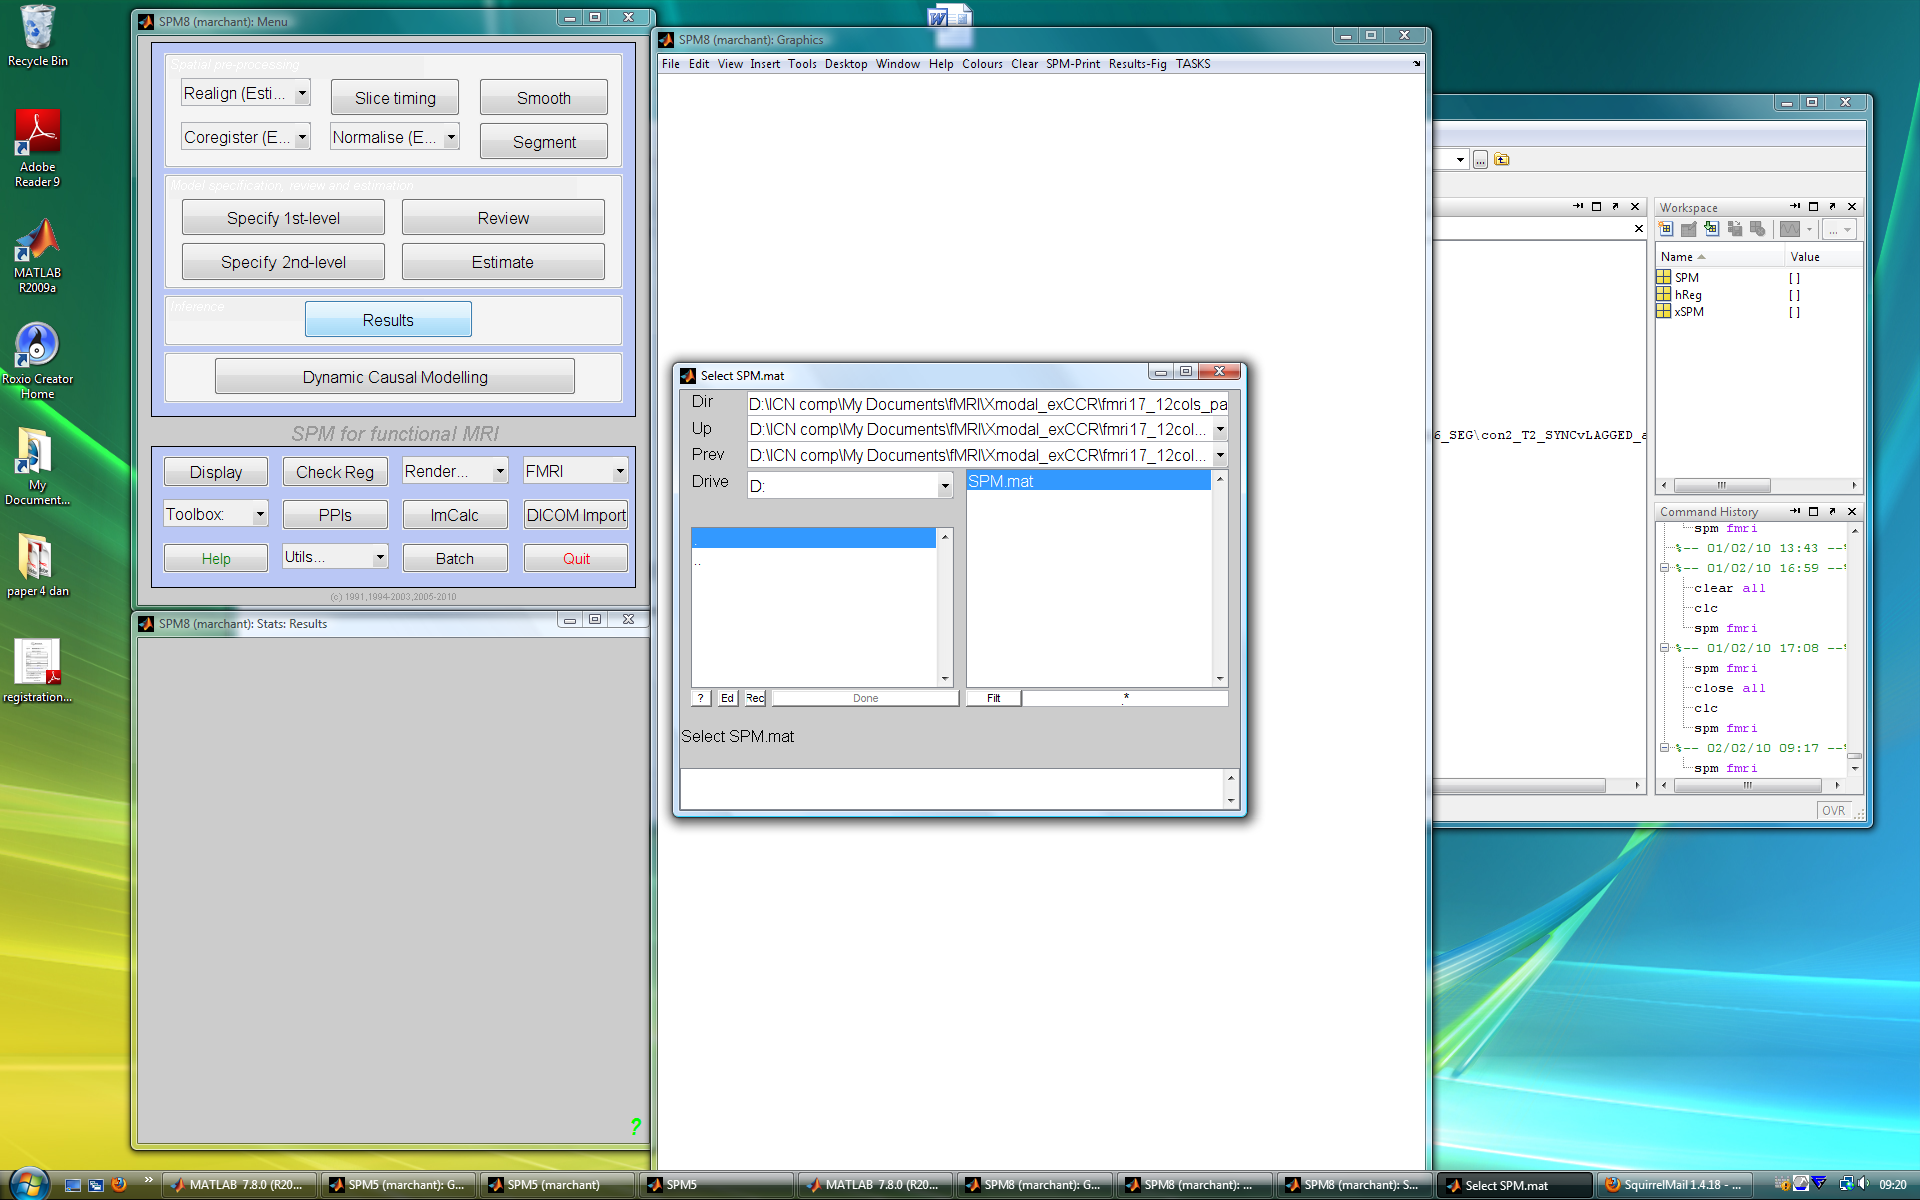 Recycle Bin
Adobe
Reader 9
MATLAB
R2009a
Roxio Creator
Home
My
Document...
paper 4 dan
registration...
SPM8 (marchant): Menu
Spatial pre-processing
Realign (Esti...
Slice timing
Smooth
Coregister (E...
Normalise (E...
Segment
Model specification, review and estimation
Specify 1st-level
Review
Specify 2nd-level
Estimate
Inference
Results
Dynamic Causal Modelling
SPM for functional MRI
Display
Check Reg
Render...
FMRI
Toolbox:
PPIs
ImCalc
DICOM Import
Help
Utils...
Batch
Quit
(c) 1991,1994-2003,2005-2010
SPM8 (marchant): Stats: Results
?
SPM8 (marchant): Graphics
File Edit View Insert Tools Desktop Window Help Colours Clear SPM-Print Results-Fig TASKS
Select SPM.mat
Dir D:\ICN comp\My Documents\fMRI\Xmodal_exCCR\fmri17_12cols_pa
Up D:\ICN comp\My Documents\fMRI\Xmodal_exCCR\fmri17_12col...
Prev D:\ICN comp\My Documents\fMRI\Xmodal_exCCR\fmri17_12col...
Drive D:
SPM.mat
.
..
? Ed Rec Done Filt .*
Select SPM.mat
...
6_SEG\con2_T2_SYNCvLAGGED_a
Workspace
...
Name Value
SPM [ ]
hReg [ ]
xSPM [ ]
Command History
spm fmri
%-- 01/02/10 13:43 --%
%-- 01/02/10 16:59 --%
clear all
clc
spm fmri
%-- 01/02/10 17:08 --%
spm fmri
close all
clc
spm fmri
%-- 02/02/10 09:17 --%
spm fmri
OVR
» MATLAB 7.8.0 (R20... SPM5 (marchant): G... SPM5 (marchant) SPM5 MATLAB 7.8.0 (R20... SPM8 (marchant): G... SPM8 (marchant): ... SPM8 (marchant): S... Select SPM.mat SquirrelMail 1.4.18 - ... 09:20